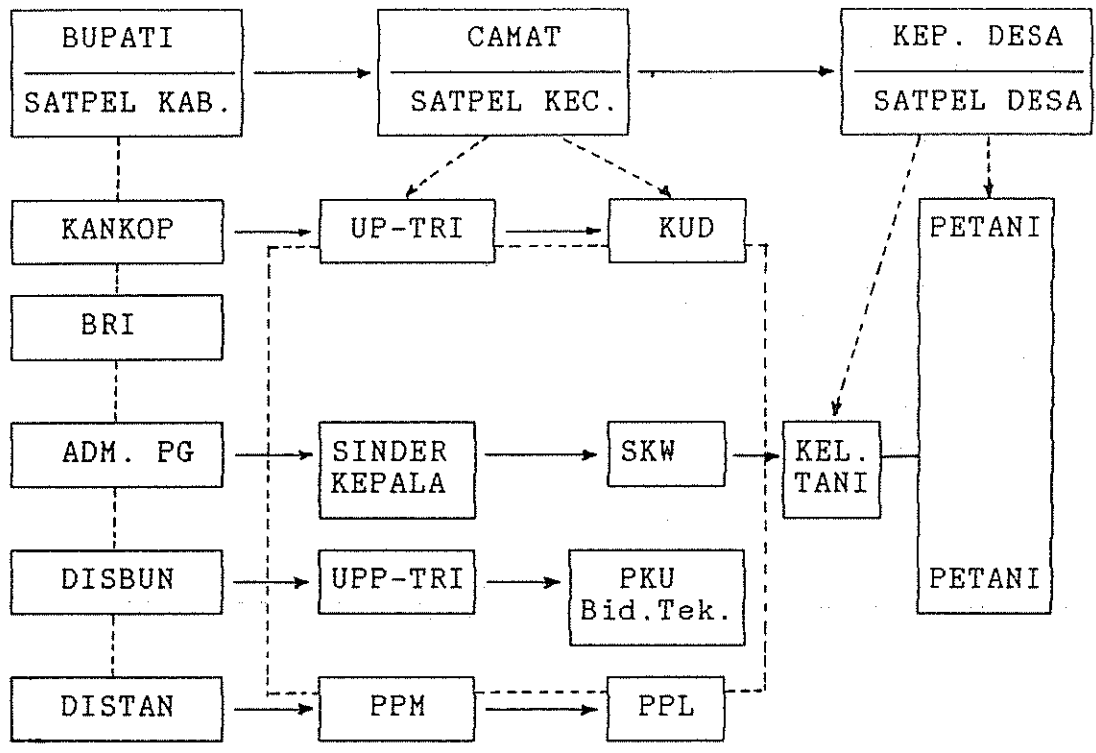 BUPATI
SATPEL KAB.
CAMAT
SATPEL KEC.
KEP. DESA
SATPEL DESA
KANKOP
UP-TRI
KUD
PETANI
BRI
ADM. PG
SINDER
KEPALA
SKW
KEL.
TANI
DISBUN
UPP-TRI
PKU
Bid.Tek.
PETANI
DISTAN
PPM
PPL